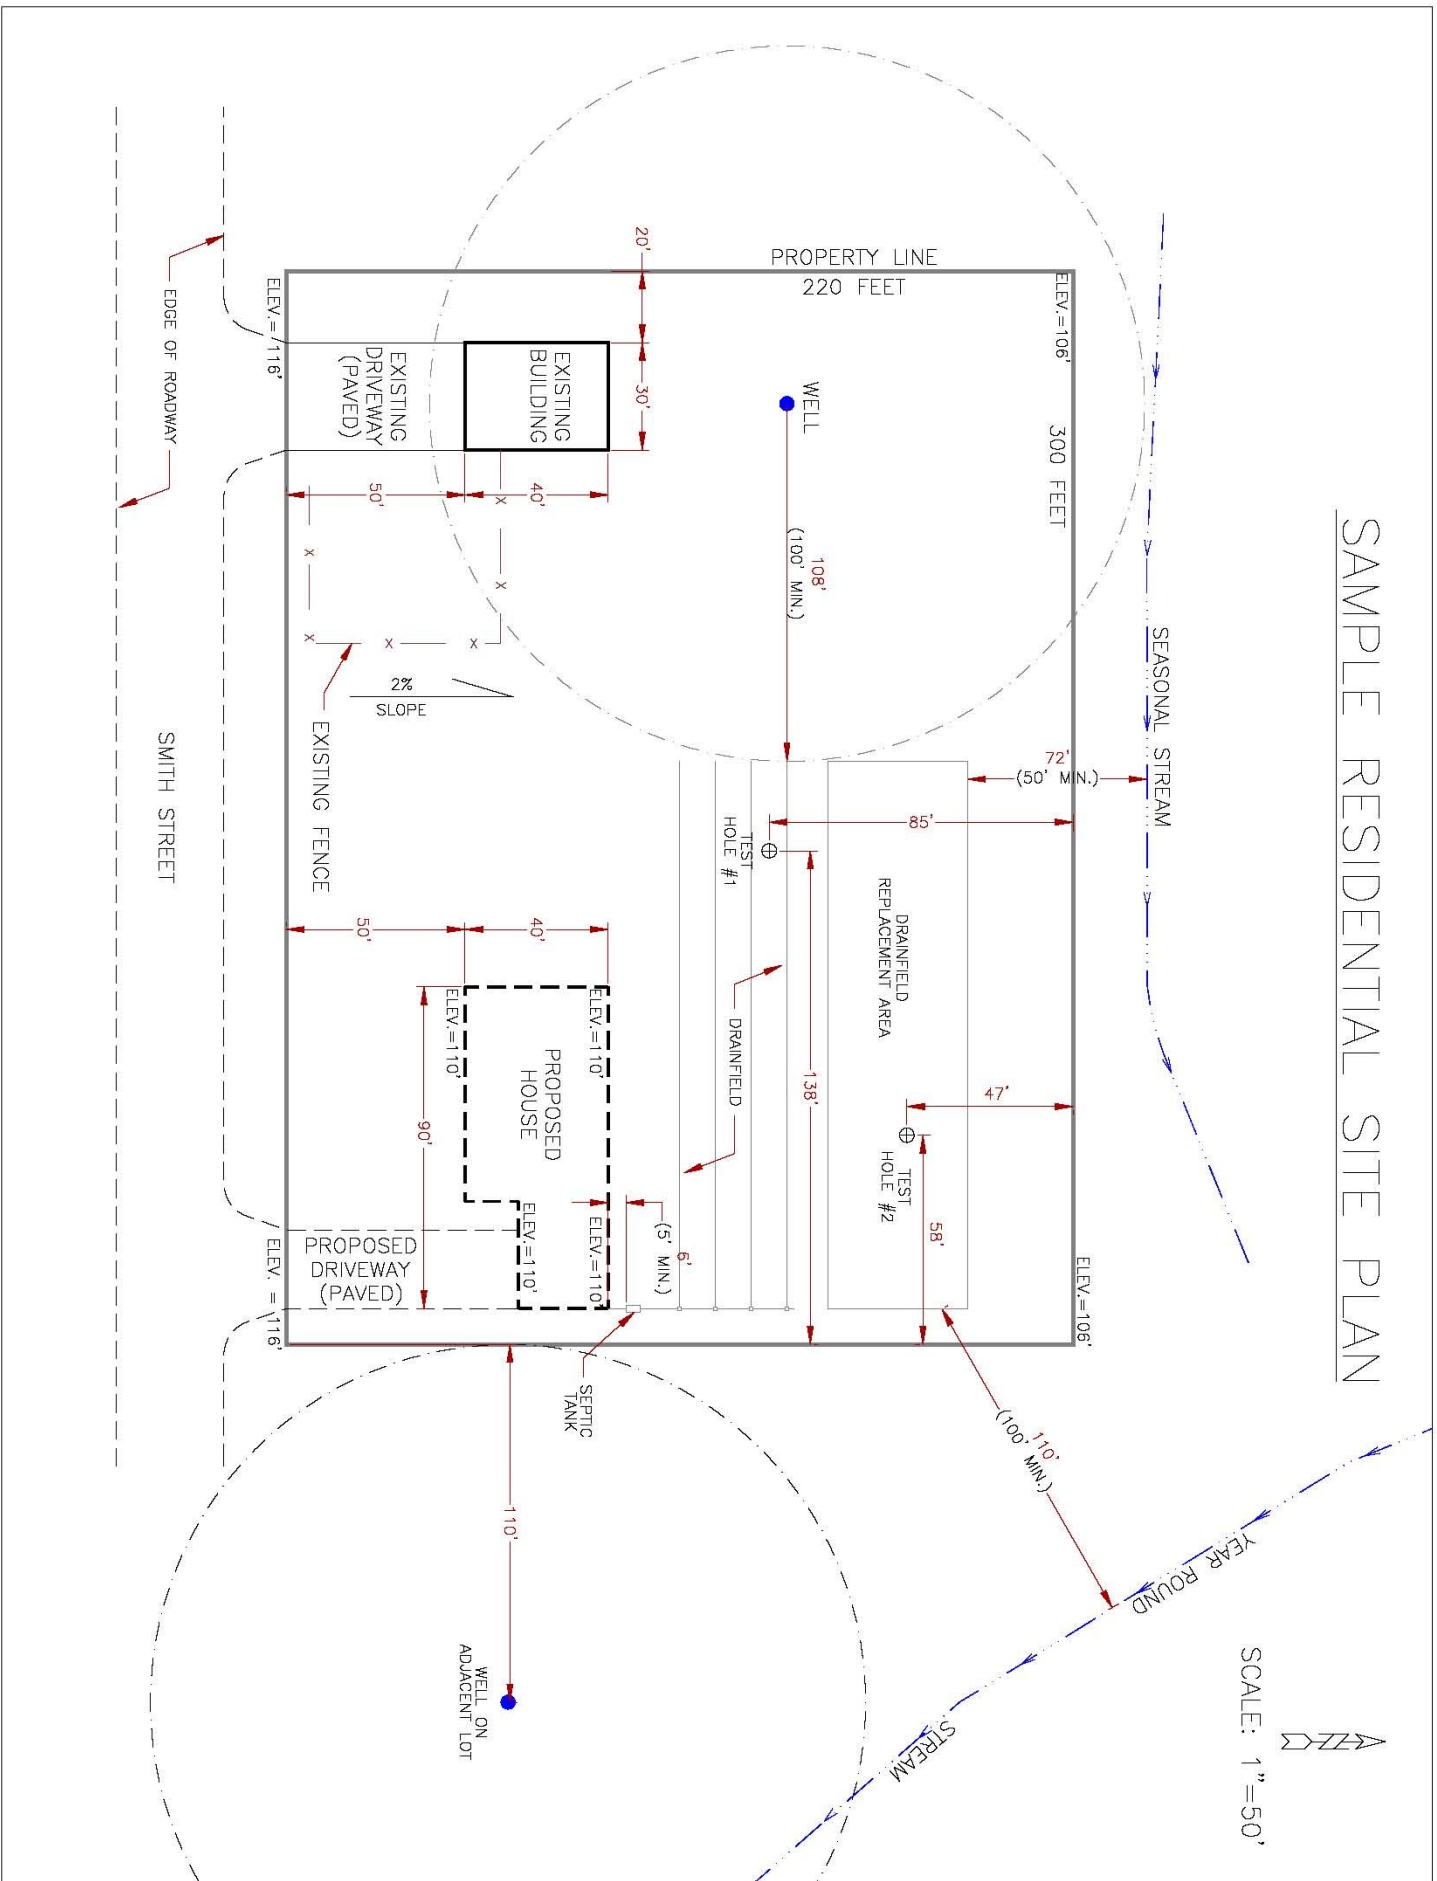 SAMPLE RESIDENTIAL SITE PLAN
SCALE: 1"=50'
SEASONAL STREAM
YEAR ROUND
STREAM
PROPERTY LINE
220 FEET
300 FEET
ELEV.=106'
ELEV.=106'
ELEV.=116'
ELEV. = 116'
WELL
108'
(100' MIN.)
72'
(50' MIN.)
85'
47'
138'
58'
110'
(100' MIN.)
DRAINFIELD
REPLACEMENT AREA
TEST
HOLE #1
TEST
HOLE #2
DRAINFIELD
20'
30'
40'
50'
EXISTING
BUILDING
EXISTING
DRIVEWAY
(PAVED)
X
X
X
X
X
X
EXISTING FENCE
2%
SLOPE
40'
50'
90'
PROPOSED
HOUSE
ELEV.=110'
ELEV.=110'
ELEV.=110'
ELEV.=110'
6'
(5' MIN.)
SEPTIC
TANK
PROPOSED
DRIVEWAY
(PAVED)
110'
WELL ON
ADJACENT LOT
EDGE OF ROADWAY
SMITH STREET